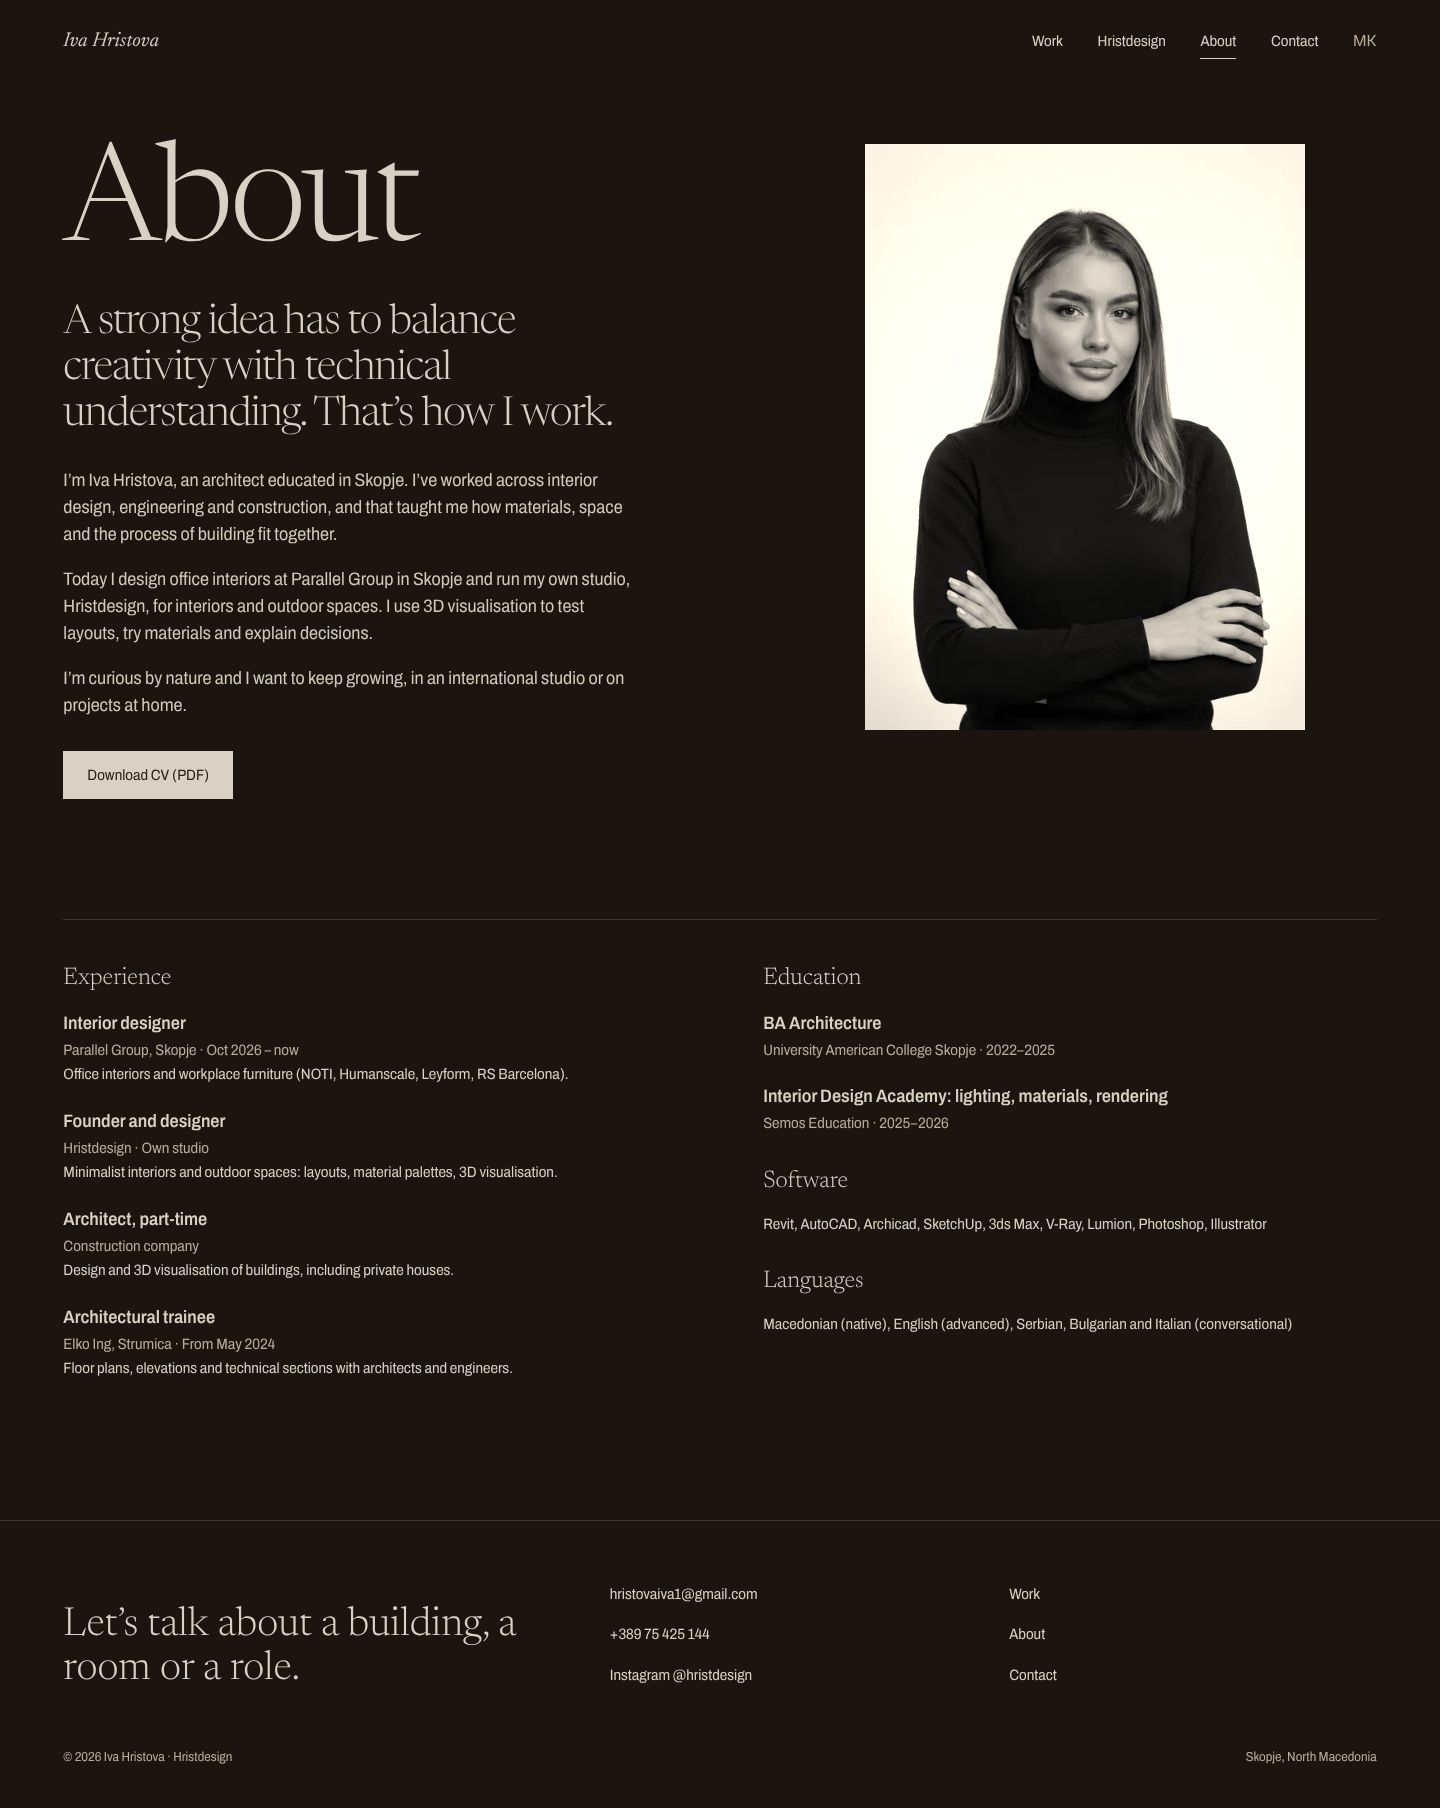 Iva Hristova
Work
Hristdesign
About
Contact
MK
About
A strong idea has to balance
creativity with technical
understanding. That’s how I work.
I’m Iva Hristova, an architect educated in Skopje. I’ve worked across interior
design, engineering and construction, and that taught me how materials, space
and the process of building fit together.
Today I design office interiors at Parallel Group in Skopje and run my own studio,
Hristdesign, for interiors and outdoor spaces. I use 3D visualisation to test
layouts, try materials and explain decisions.
I’m curious by nature and I want to keep growing, in an international studio or on
projects at home.
Download CV (PDF)
Experience
Interior designer
Parallel Group, Skopje · Oct 2026 – now
Office interiors and workplace furniture (NOTI, Humanscale, Leyform, RS Barcelona).
Founder and designer
Hristdesign · Own studio
Minimalist interiors and outdoor spaces: layouts, material palettes, 3D visualisation.
Architect, part-time
Construction company
Design and 3D visualisation of buildings, including private houses.
Architectural trainee
Elko Ing, Strumica · From May 2024
Floor plans, elevations and technical sections with architects and engineers.
Education
BA Architecture
University American College Skopje · 2022–2025
Interior Design Academy: lighting, materials, rendering
Semos Education · 2025–2026
Software
Revit, AutoCAD, Archicad, SketchUp, 3ds Max, V-Ray, Lumion, Photoshop, Illustrator
Languages
Macedonian (native), English (advanced), Serbian, Bulgarian and Italian (conversational)
Let’s talk about a building, a
room or a role.
hristovaiva1@gmail.com
+389 75 425 144
Instagram @hristdesign
Work
About
Contact
© 2026 Iva Hristova · Hristdesign
Skopje, North Macedonia